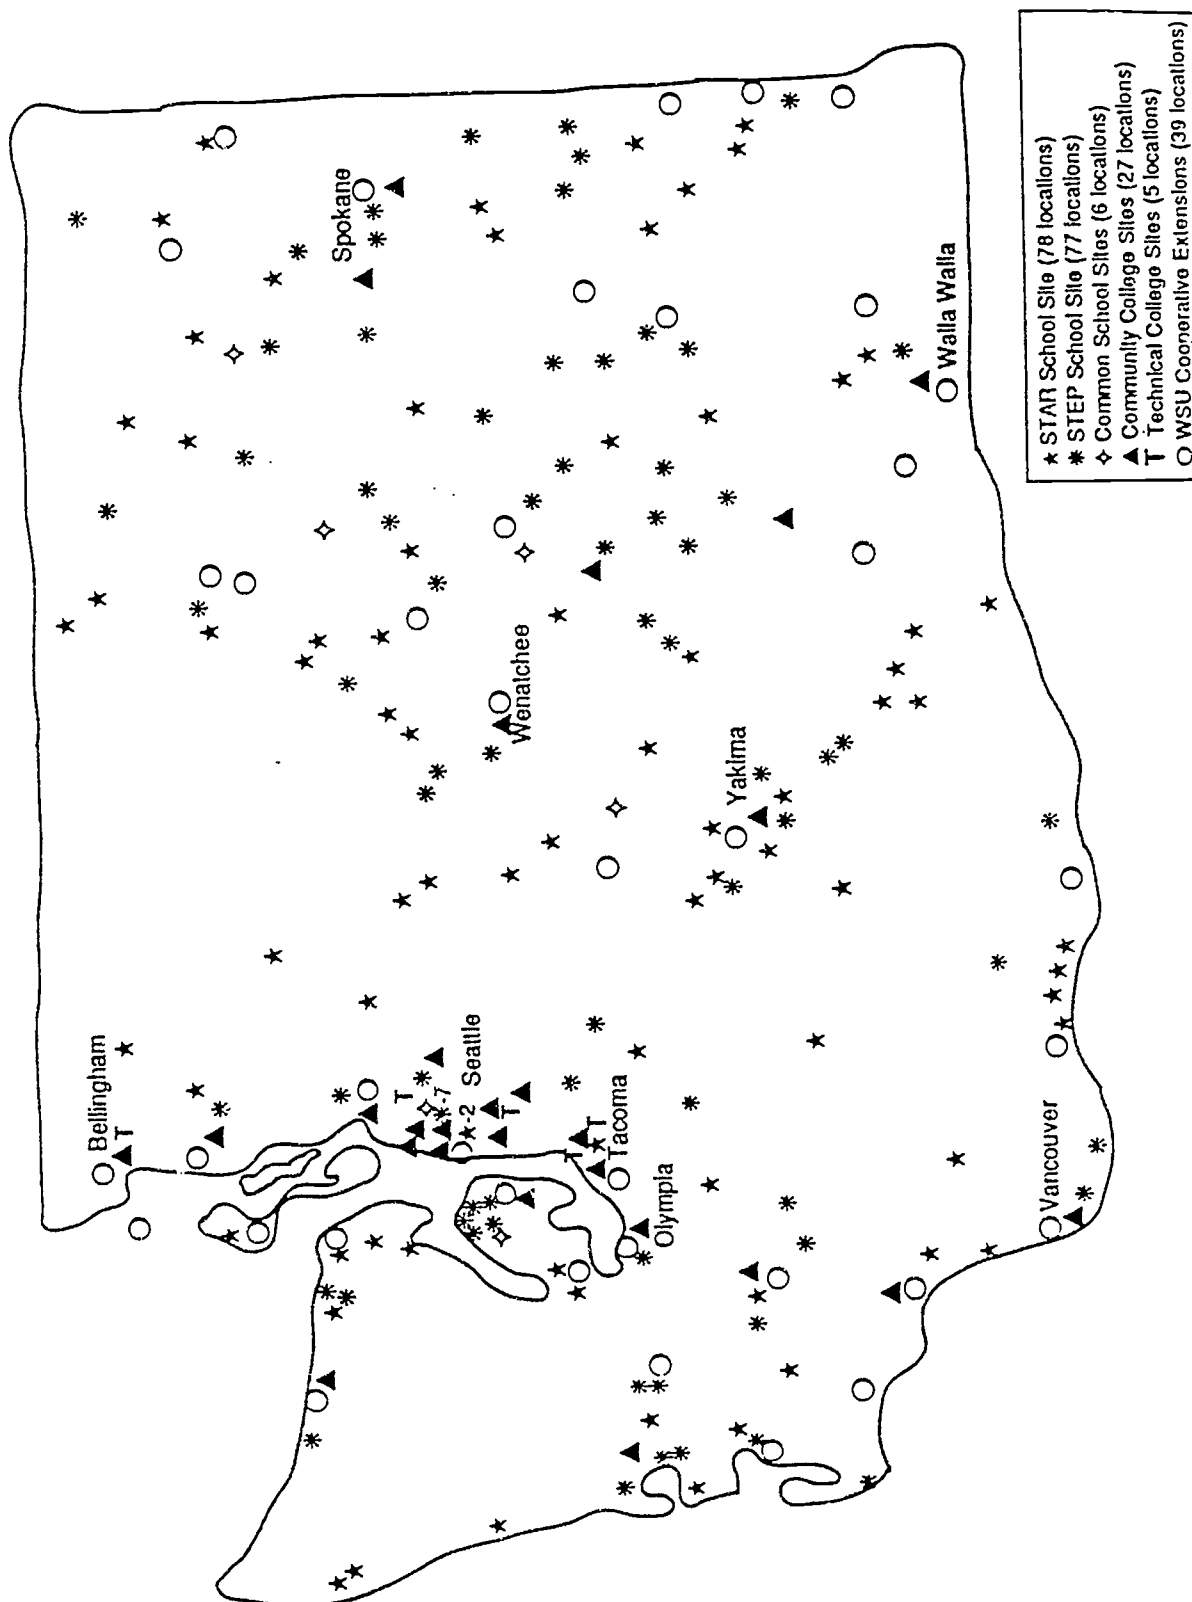 Bellingham
T
Spokane
Wenatchee
T
*-7
★-2 Seattle
T
T
T
Tacoma
Olympia
Yakima
Walla Walla
Vancouver
★ STAR School Site (78 locations)
✳ STEP School Site (77 locations)
✧ Common School Sites (6 locations)
▲ Community College Sites (27 locations)
T Technical College Sites (5 locations)
○ WSU Cooperative Extensions (39 locations)